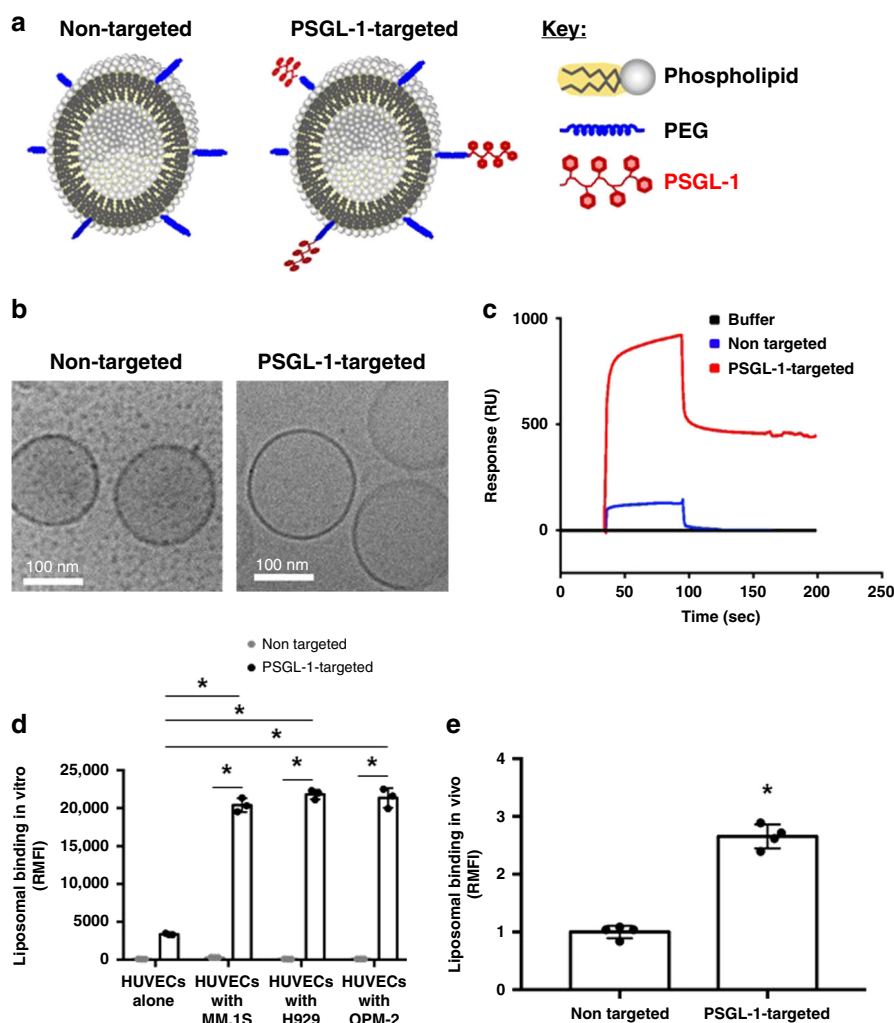 a
Non-targeted
PSGL-1-targeted
Key:
Phospholipid
PEG
PSGL-1
b
Non-targeted
PSGL-1-targeted
100 nm
100 nm
c
Buffer
Non targeted
PSGL-1-targeted
Response (RU)
1000
500
0
0
50
100
150
200
250
Time (sec)
d
Non targeted
PSGL-1-targeted
*
*
*
*
*
*
Liposomal binding in vitro
(RMFI)
25,000
20,000
15,000
10,000
5000
0
HUVECs
alone
HUVECs
with
MM.1S
HUVECs
with
H929
HUVECs
with
OPM-2
e
Liposomal binding in vivo
(RMFI)
4
3
2
1
0
*
Non targeted
PSGL-1-targeted